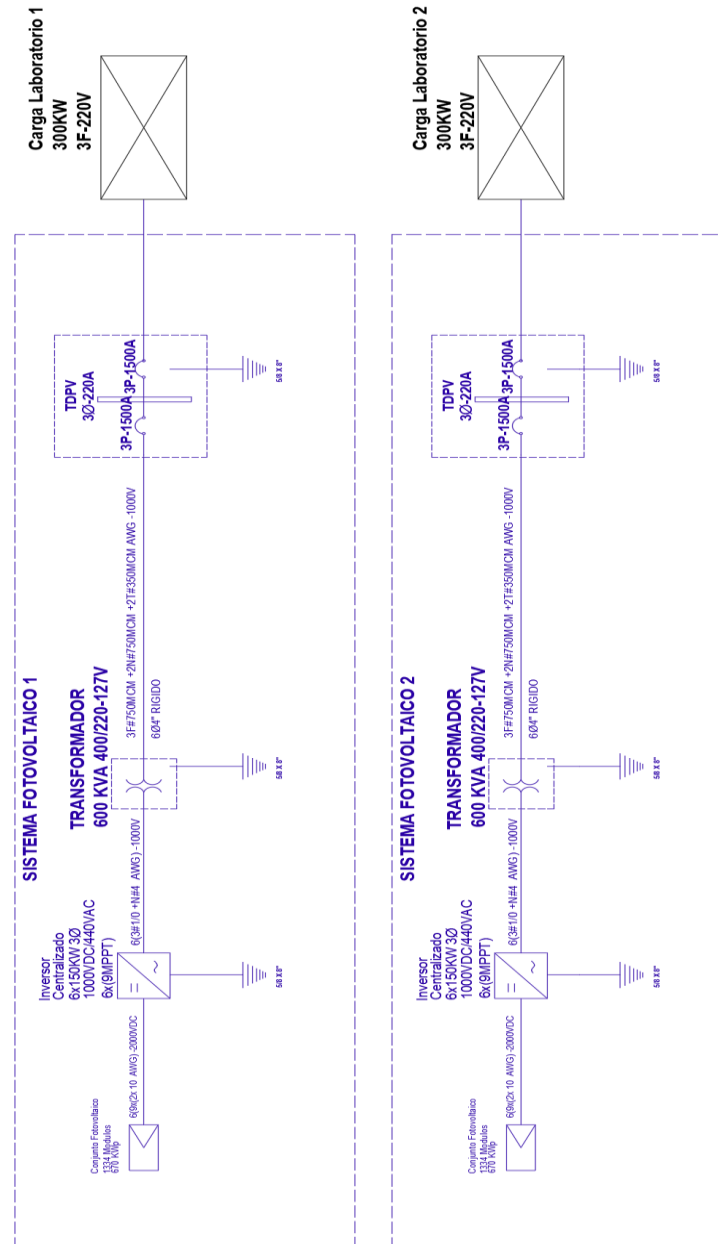 Carga Laboratorio 1
300KW
3F-220V
TDPV
3Ø-220A
3P-1500A
3P-1500A
5/8 X 8"
SISTEMA FOTOVOLTAICO 1
TRANSFORMADOR
600 KVA 400/220-127V
3F#750MCM +2N#750MCM +2T#350MCM AWG -1000V
6Ø4" RIGIDO
5/8 X 8"
Inversor
Centralizado
6x150KW 3Ø
1000VDC/440VAC
6x(9MPPT)
6(3#1/0 +N#4 AWG) -1000V
5/8 X 8"
Conjunto Fotovoltaico
1334 Modulos
670 KWp
6(9x(2x 10 AWG)-2000VDC
Carga Laboratorio 2
300KW
3F-220V
TDPV
3Ø-220A
3P-1500A
3P-1500A
5/8 X 8"
SISTEMA FOTOVOLTAICO 2
TRANSFORMADOR
600 KVA 400/220-127V
3F#750MCM +2N#750MCM +2T#350MCM AWG -1000V
6Ø4" RIGIDO
5/8 X 8"
Inversor
Centralizado
6x150KW 3Ø
1000VDC/440VAC
6x(9MPPT)
6(3#1/0 +N#4 AWG) -1000V
5/8 X 8"
Conjunto Fotovoltaico
1334 Modulos
670 KWp
6(9x(2x 10 AWG)-2000VDC